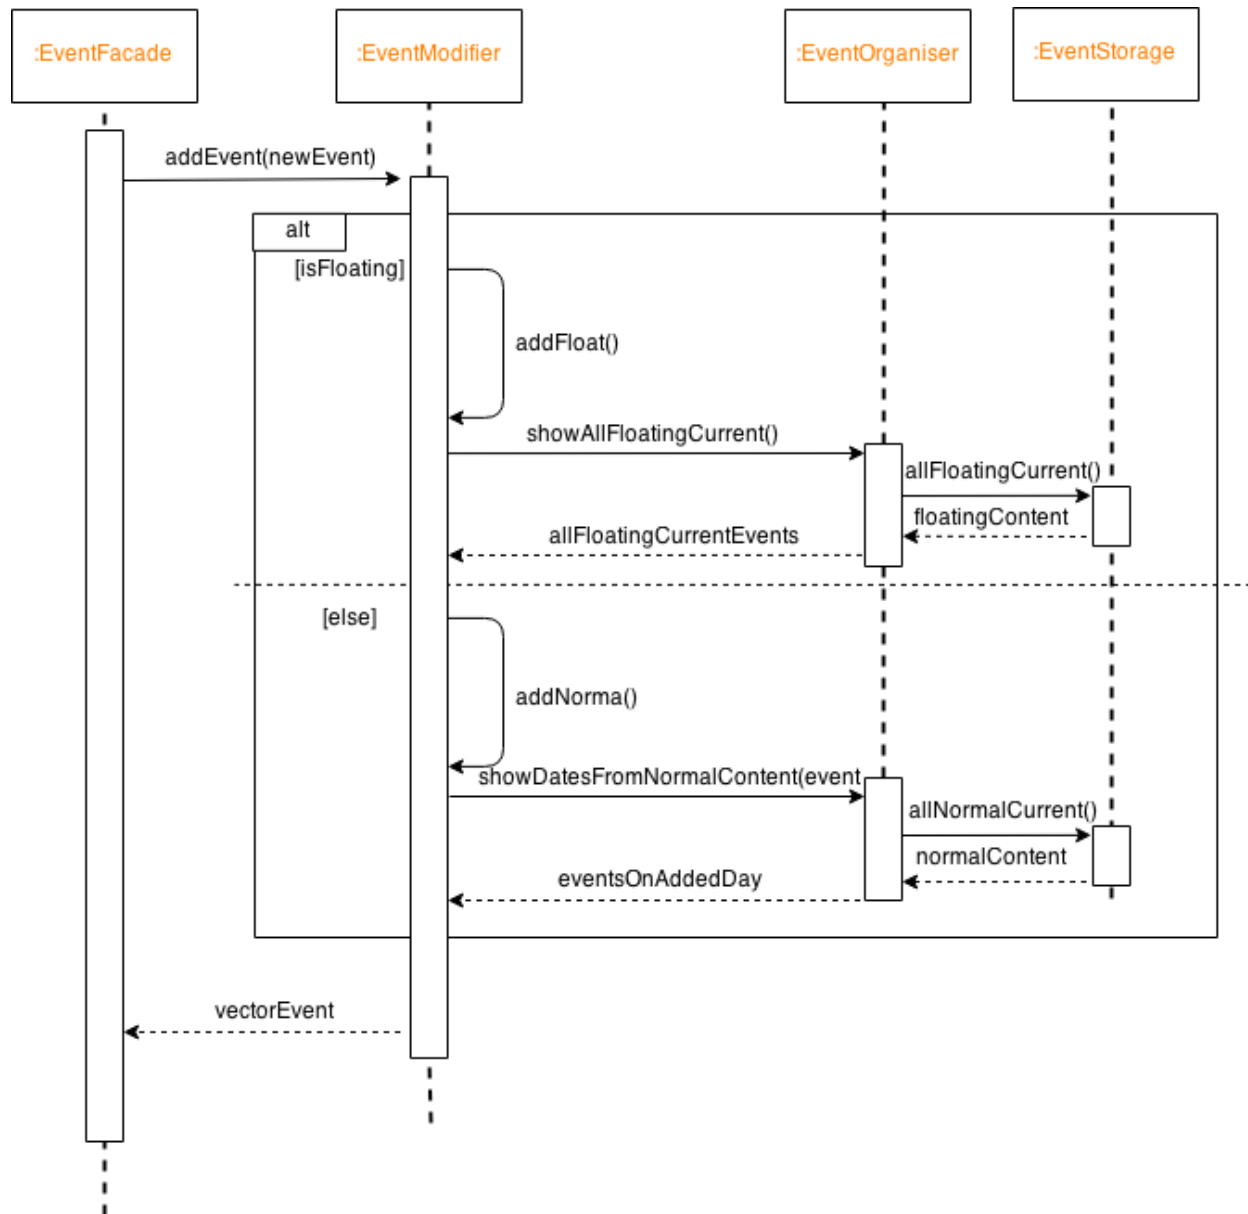 :EventFacade
:EventModifier
:EventOrganiser
:EventStorage
addEvent(newEvent)
alt
[isFloating]
addFloat()
showAllFloatingCurrent()
allFloatingCurrent()
floatingContent
allFloatingCurrentEvents
[else]
addNorma()
showDatesFromNormalContent(event
allNormalCurrent()
normalContent
eventsOnAddedDay
vectorEvent